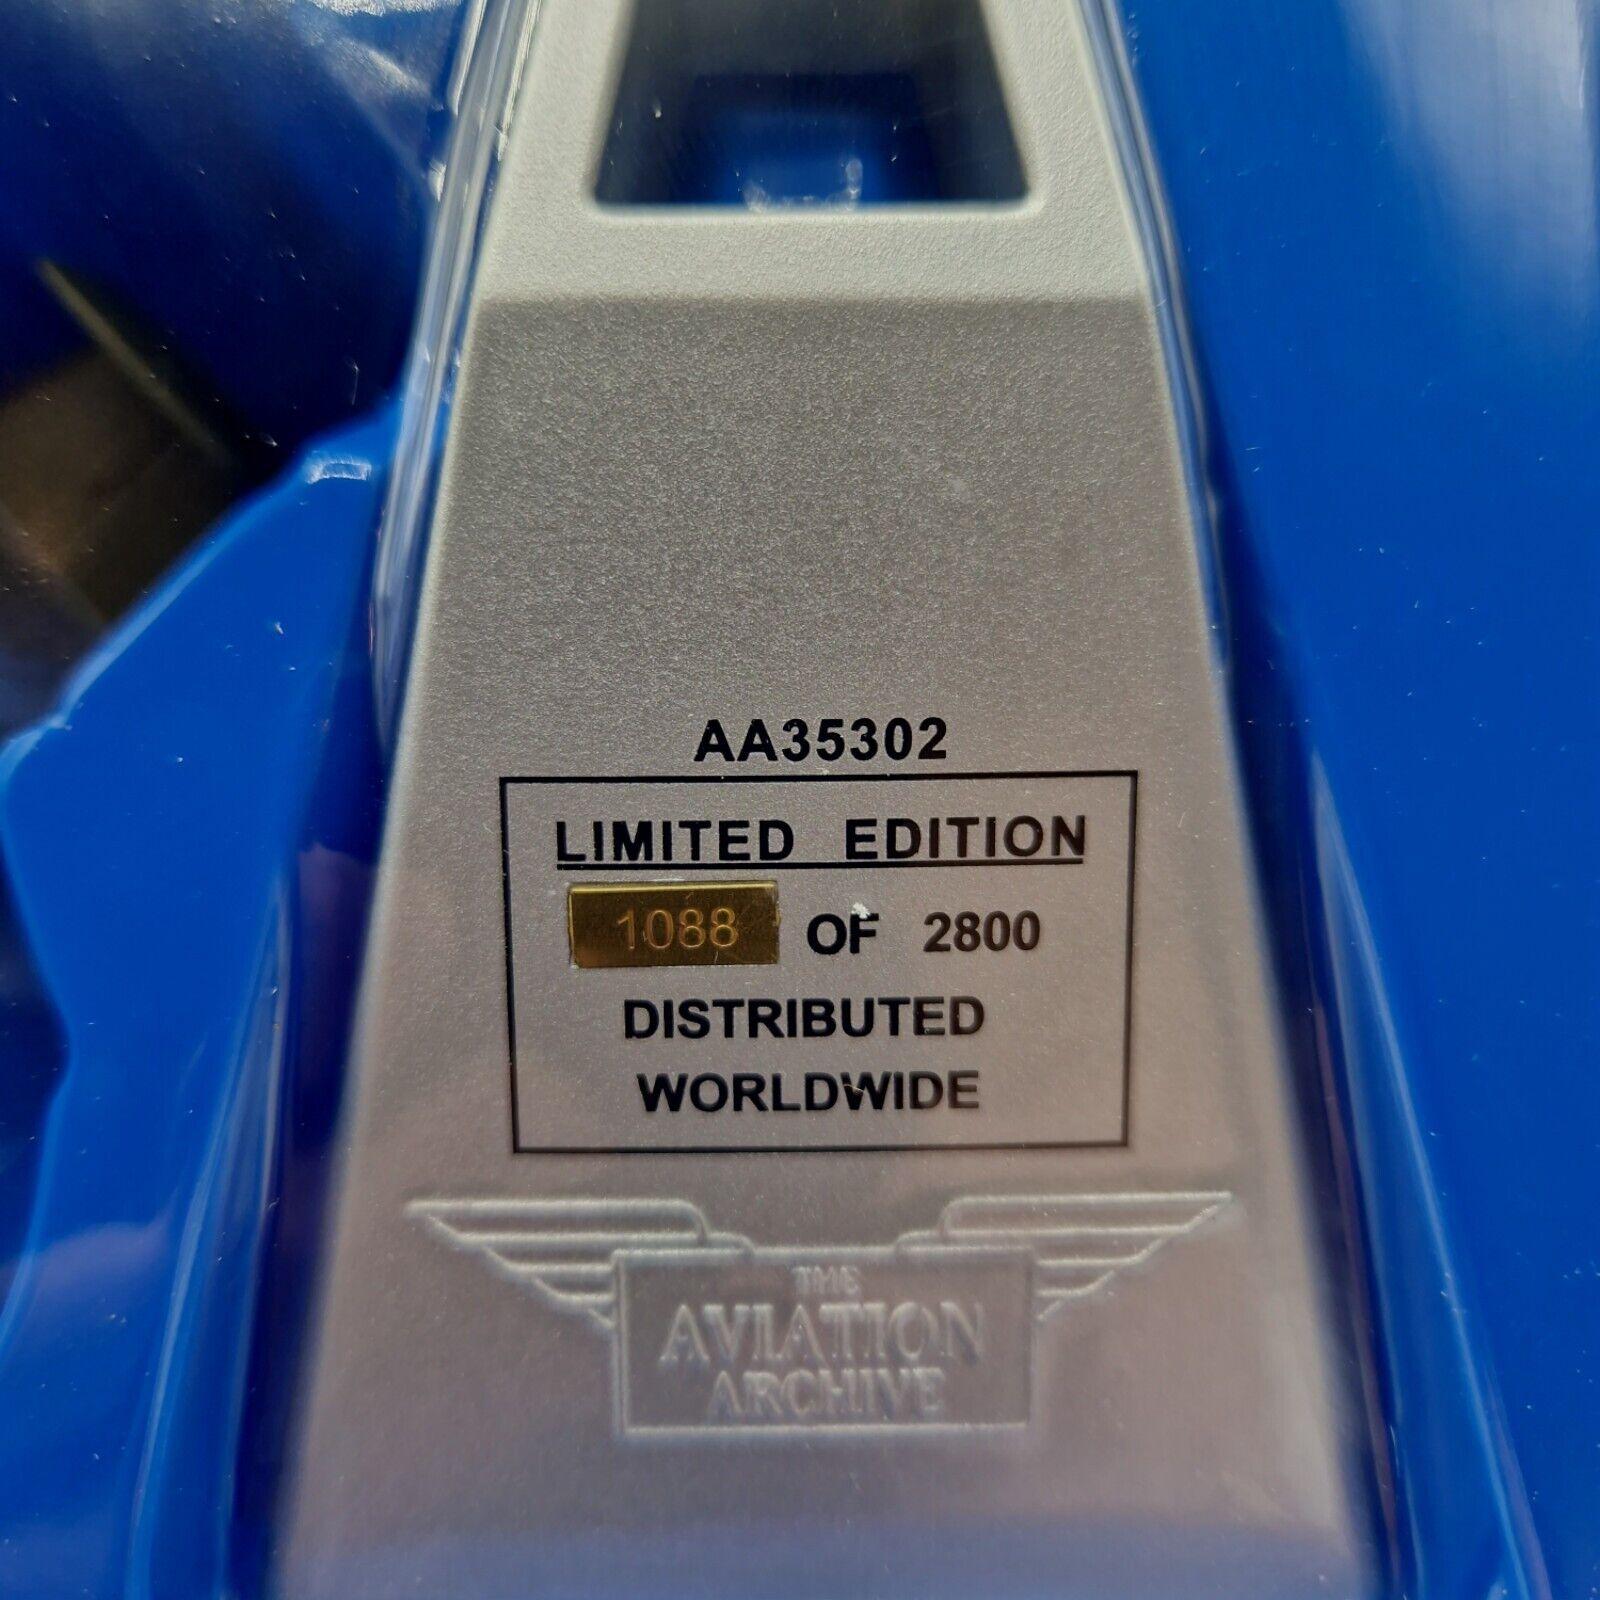 AA35302
LIMITED EDITION
1088 OF 2800
DISTRIBUTED
WORLDWIDE
THE
AVIATION
ARCHIVE